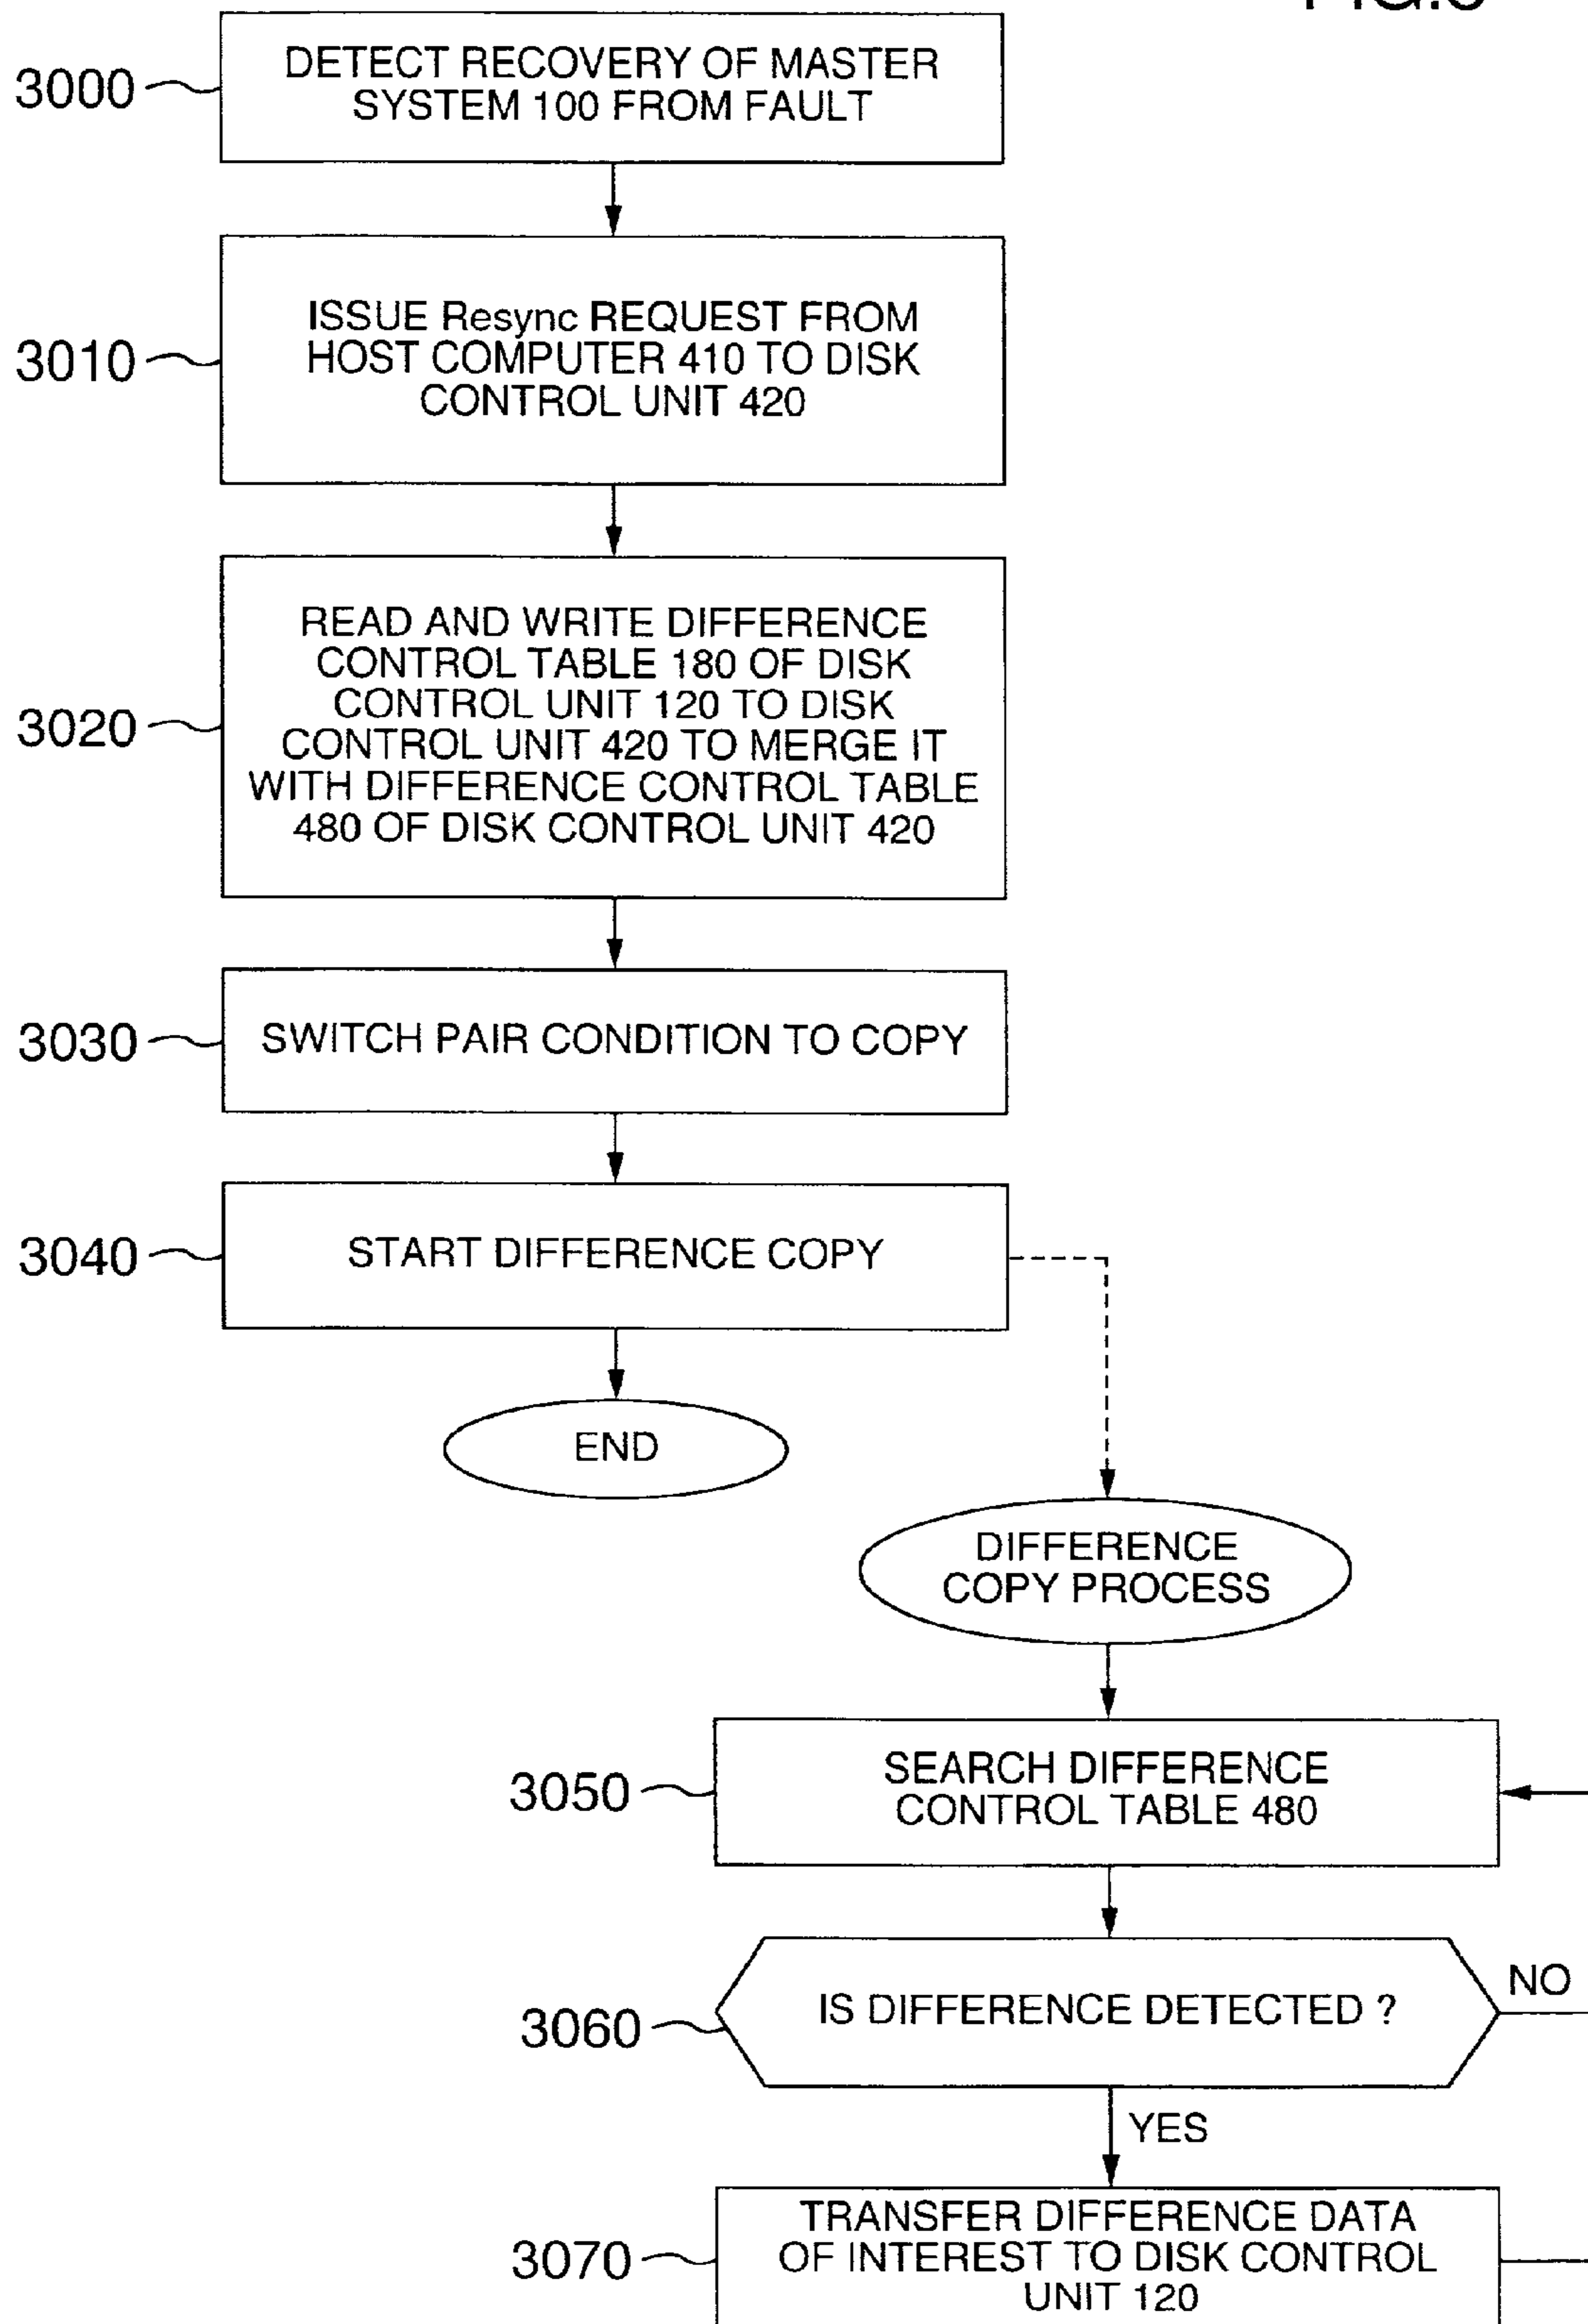 3000
DETECT RECOVERY OF MASTER
SYSTEM 100 FROM FAULT
3010
ISSUE Resync REQUEST FROM
HOST COMPUTER 410 TO DISK
CONTROL UNIT 420
3020
READ AND WRITE DIFFERENCE
CONTROL TABLE 180 OF DISK
CONTROL UNIT 120 TO DISK
CONTROL UNIT 420 TO MERGE IT
WITH DIFFERENCE CONTROL TABLE
480 OF DISK CONTROL UNIT 420
3030
SWITCH PAIR CONDITION TO COPY
3040
START DIFFERENCE COPY
END
DIFFERENCE
COPY PROCESS
3050
SEARCH DIFFERENCE
CONTROL TABLE 480
3060
IS DIFFERENCE DETECTED ?
NO
YES
3070
TRANSFER DIFFERENCE DATA
OF INTEREST TO DISK CONTROL
UNIT 120